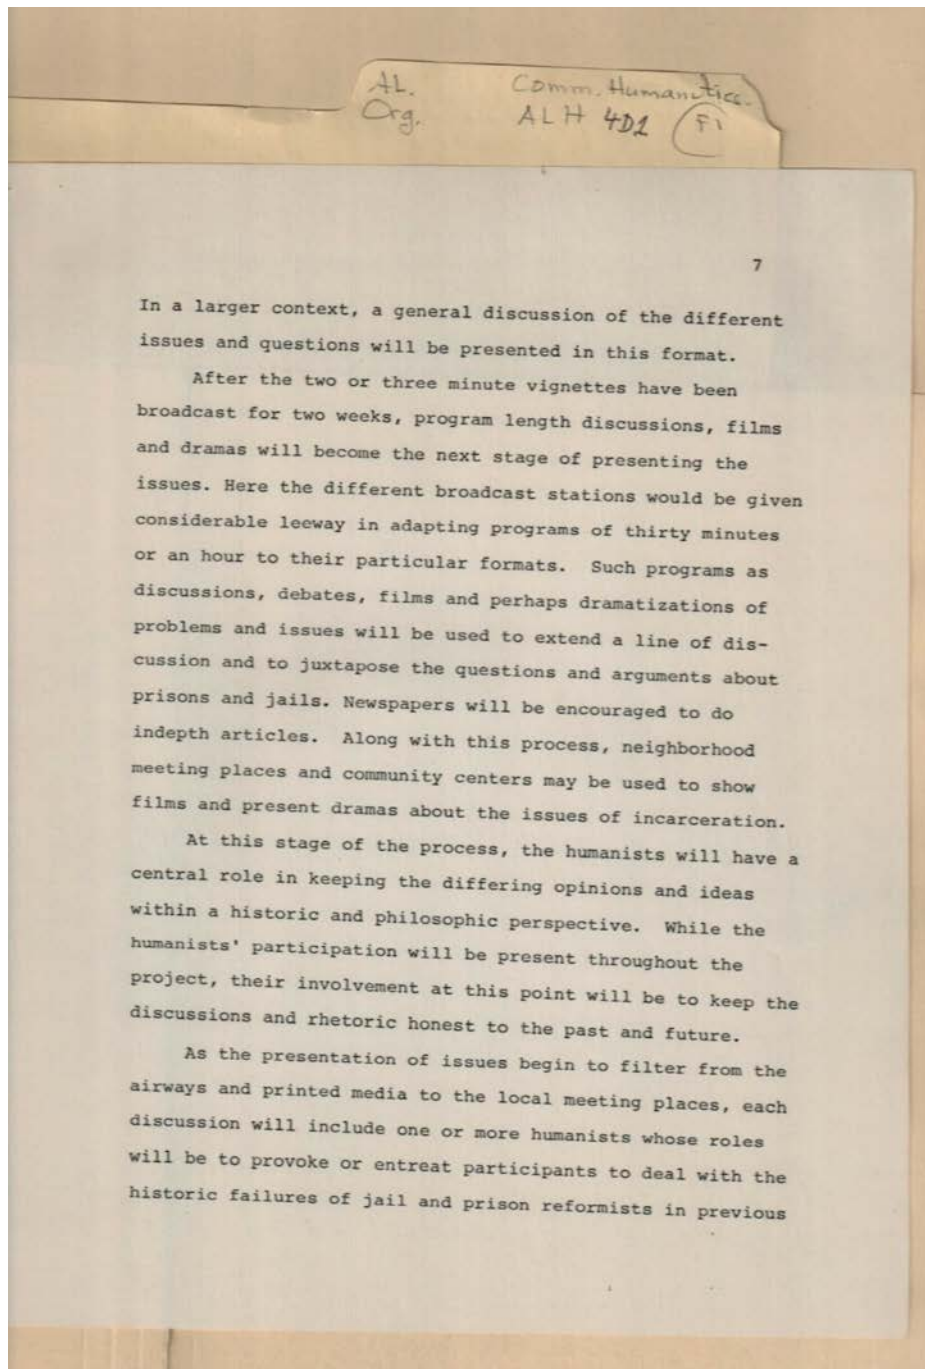 AL.
Org.
Comm. Humanities.
ALH 4D1 F1
7
In a larger context, a general discussion of the different
issues and questions will be presented in this format.
After the two or three minute vignettes have been
broadcast for two weeks, program length discussions, films
and dramas will become the next stage of presenting the
issues. Here the different broadcast stations would be given
considerable leeway in adapting programs of thirty minutes
or an hour to their particular formats. Such programs as
discussions, debates, films and perhaps dramatizations of
problems and issues will be used to extend a line of dis-
cussion and to juxtapose the questions and arguments about
prisons and jails. Newspapers will be encouraged to do
indepth articles. Along with this process, neighborhood
meeting places and community centers may be used to show
films and present dramas about the issues of incarceration.
At this stage of the process, the humanists will have a
central role in keeping the differing opinions and ideas
within a historic and philosophic perspective. While the
humanists' participation will be present throughout the
project, their involvement at this point will be to keep the
discussions and rhetoric honest to the past and future.
As the presentation of issues begin to filter from the
airways and printed media to the local meeting places, each
discussion will include one or more humanists whose roles
will be to provoke or entreat participants to deal with the
historic failures of jail and prison reformists in previous